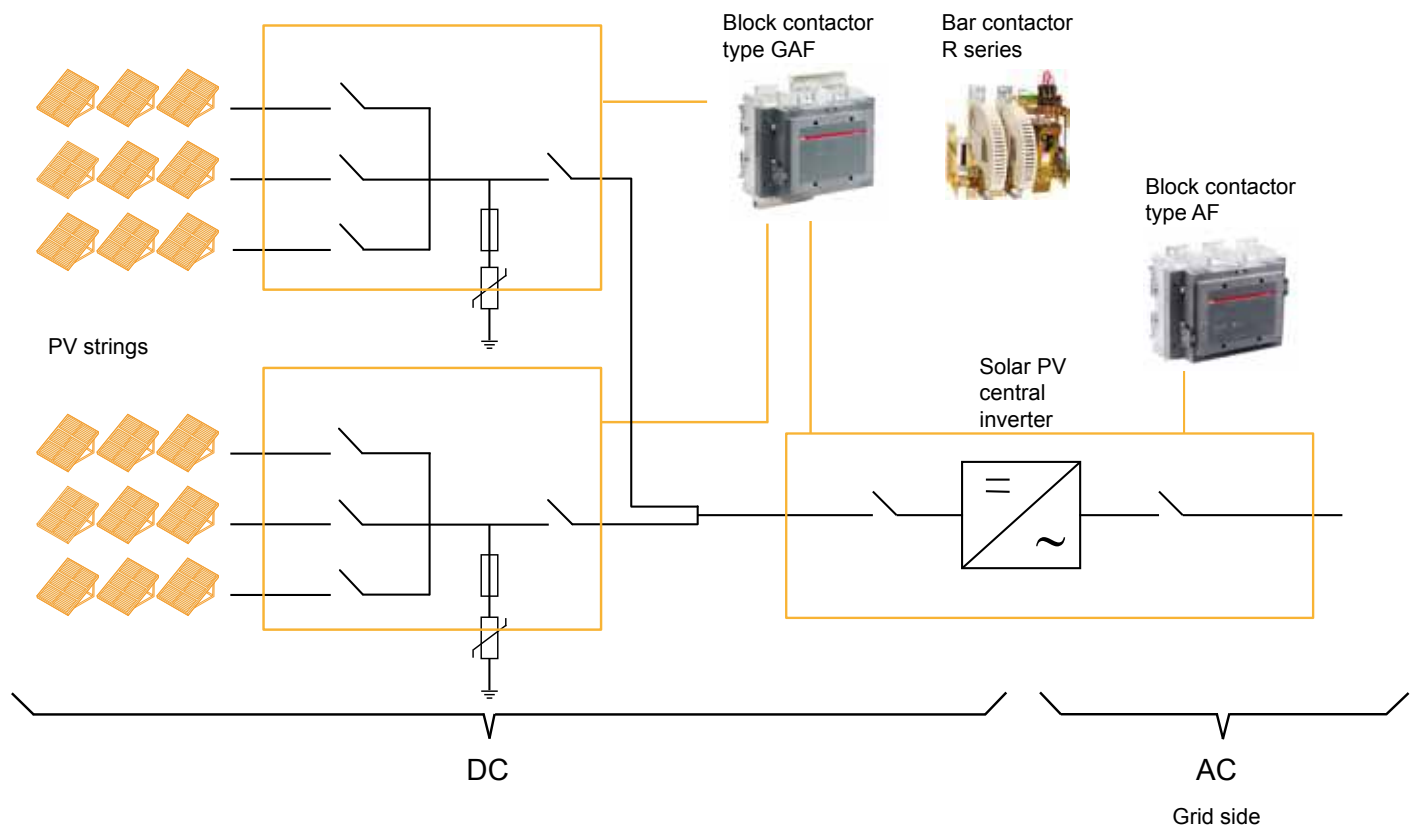 Block contactor
type GAF
Bar contactor
R series
Block contactor
type AF
PV strings
Solar PV
central
inverter
DC
AC
Grid side